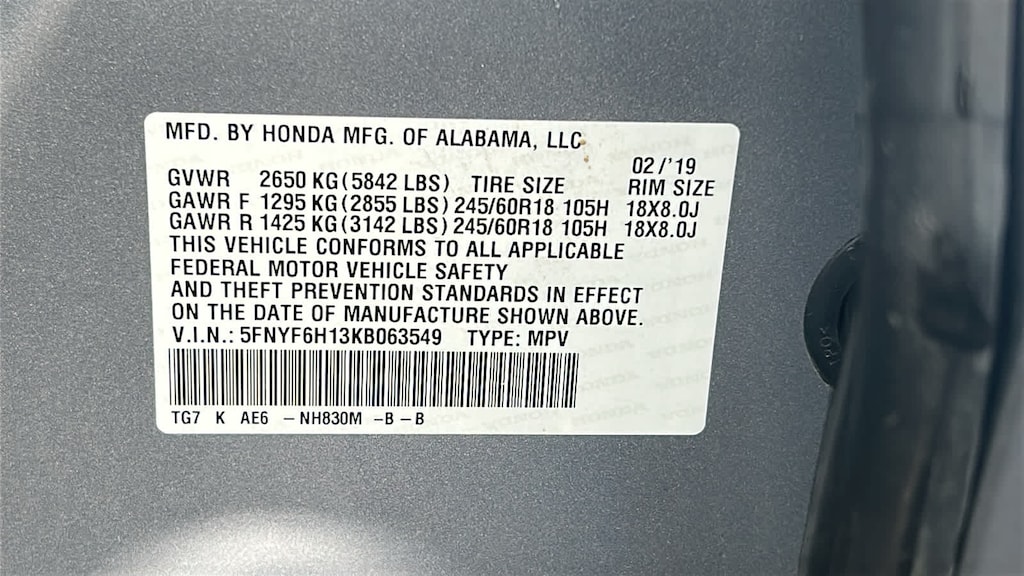 MFD. BY HONDA MFG. OF ALABAMA, LLC
02/'19
GVWR 2650 KG(5842 LBS) TIRE SIZE RIM SIZE
GAWR F 1295 KG(2855 LBS) 245/60R18 105H 18X8.0J
GAWR R 1425 KG(3142 LBS) 245/60R18 105H 18X8.0J
THIS VEHICLE CONFORMS TO ALL APPLICABLE
FEDERAL MOTOR VEHICLE SAFETY
AND THEFT PREVENTION STANDARDS IN EFFECT
ON THE DATE OF MANUFACTURE SHOWN ABOVE.
V.I.N.: 5FNYF6H13KB063549 TYPE: MPV
TG7 K AE6 -NH830M -B-B